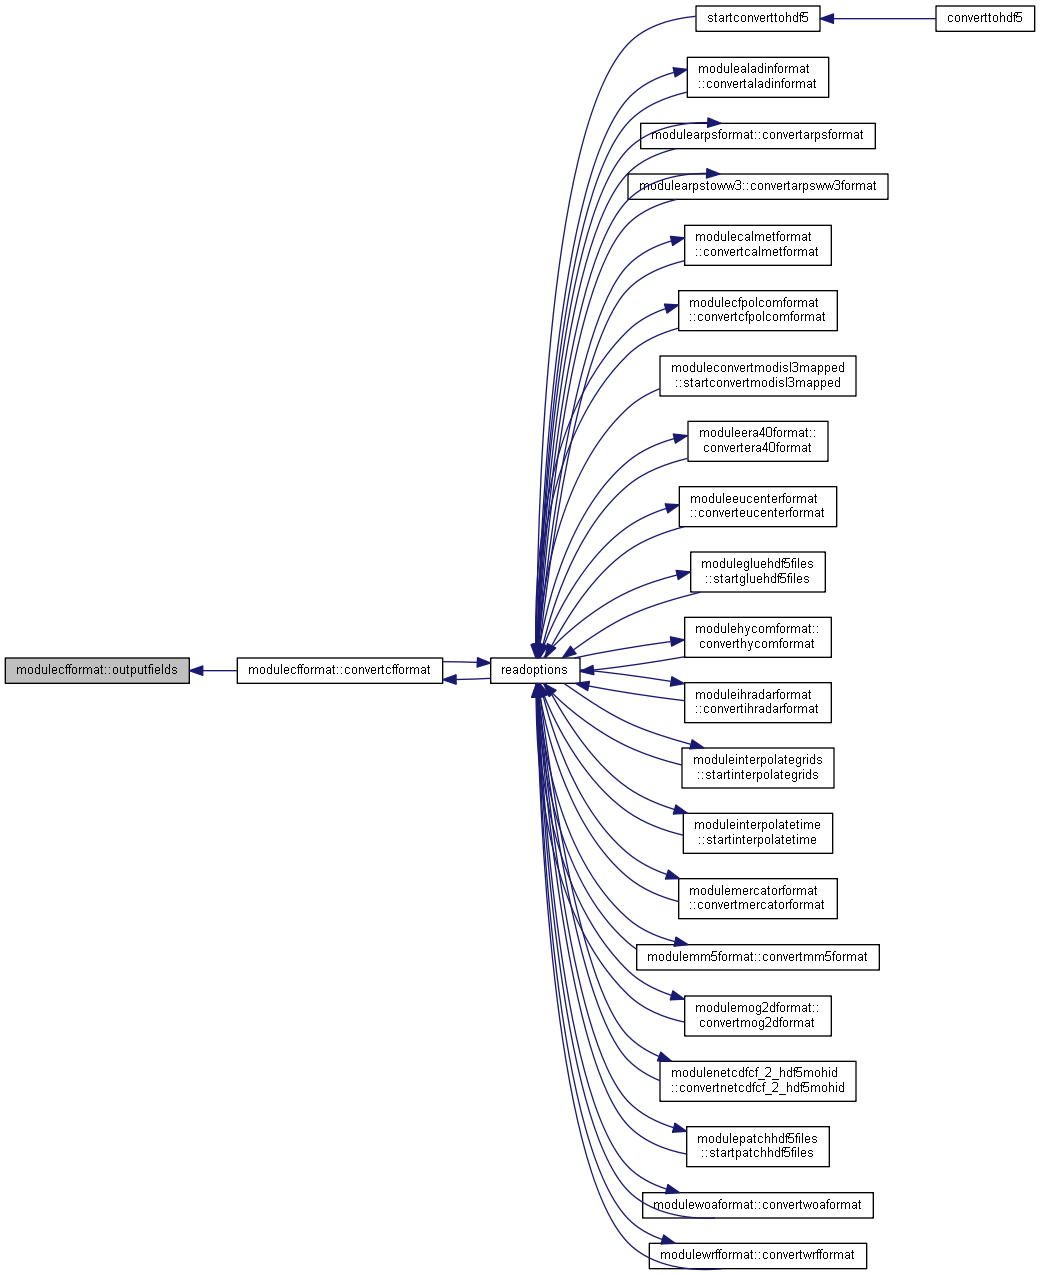 startconverttohdf5
converttohdf5
modulealadinformat
::convertaladinformat
modulearpsformat::convertarpsformat
modulearpstoww3::convertarpsww3format
modulecalmetformat
::convertcalmetformat
modulecfpolcomformat
::convertcfpolcomformat
moduleconvertmodisl3mapped
::startconvertmodisl3mapped
moduleera40format::
convertera40format
moduleeucenterformat
::converteucenterformat
modulegluehdf5files
::startgluehdf5files
modulehycomformat::
converthycomformat
modulecfformat::outputfields
modulecfformat::convertcfformat
readoptions
moduleihradarformat
::convertihradarformat
moduleinterpolategrids
::startinterpolategrids
moduleinterpolatetime
::startinterpolatetime
modulemercatorformat
::convertmercatorformat
modulemm5format::convertmm5format
modulemog2dformat::
convertmog2dformat
modulenetcdfcf_2_hdf5mohid
::convertnetcdfcf_2_hdf5mohid
modulepatchhdf5files
::startpatchhdf5files
modulewoaformat::convertwoaformat
modulewrfformat::convertwrfformat